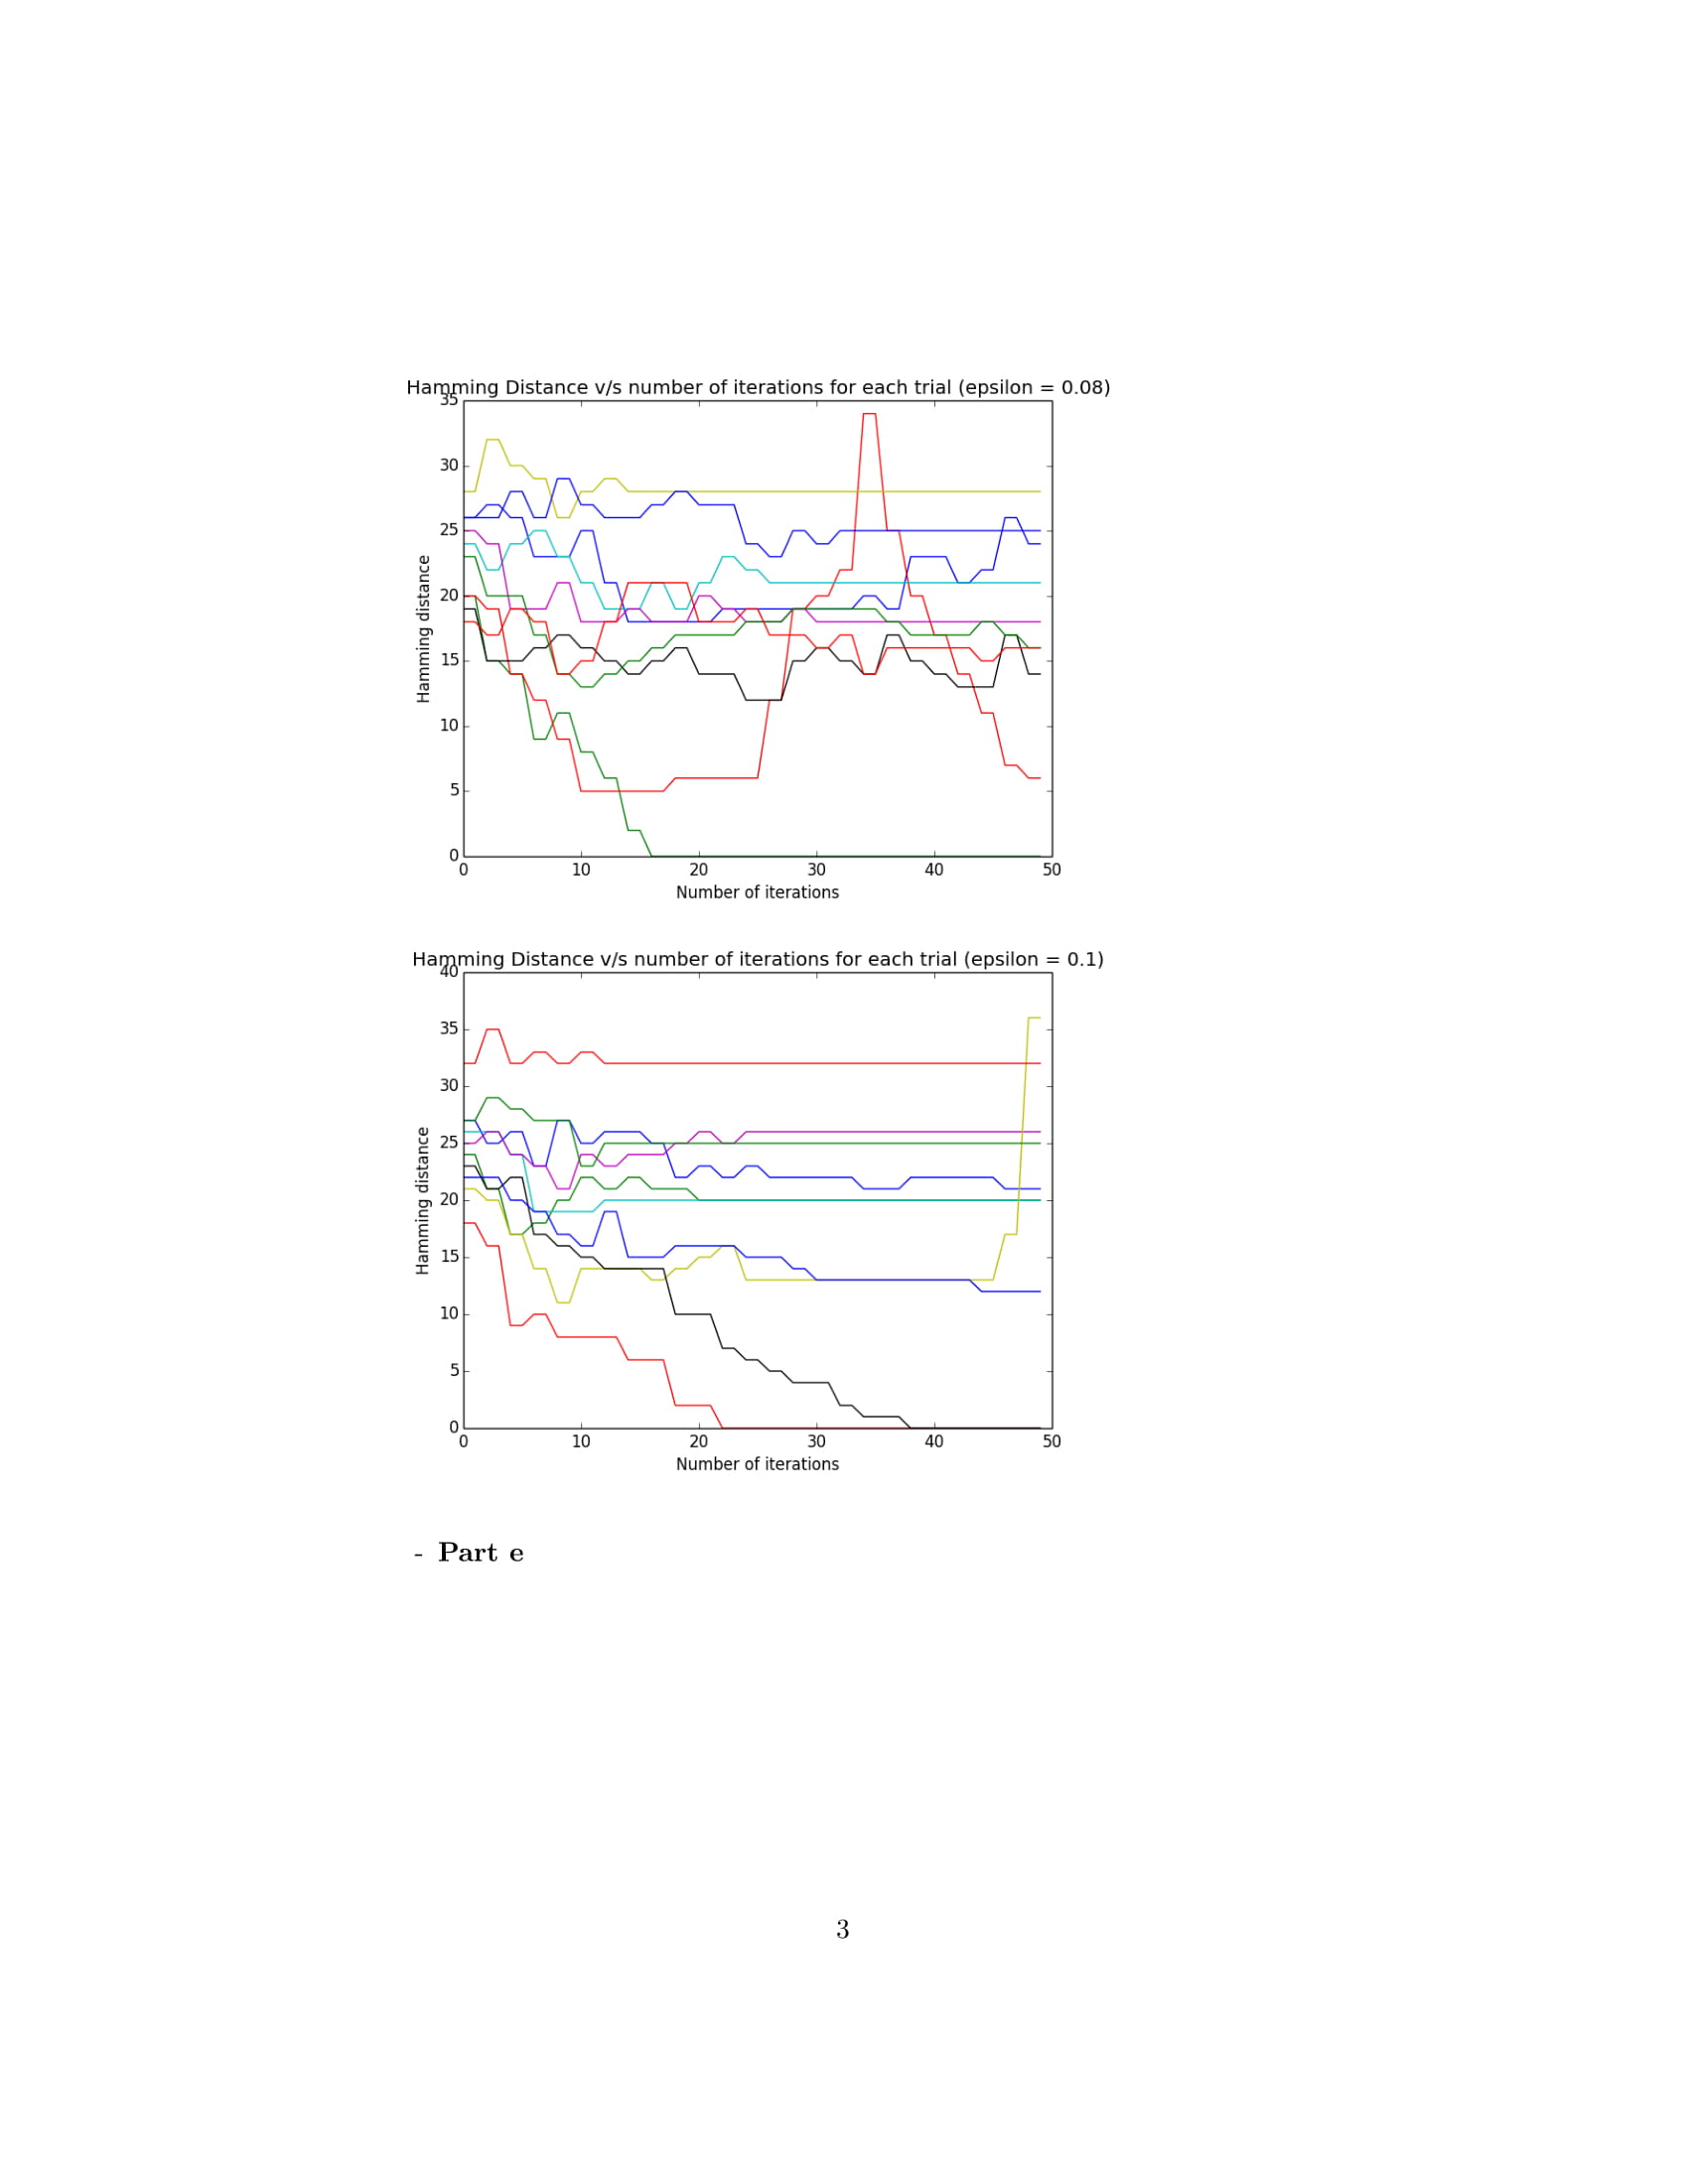 Hamming Distance v/s number of iterations for each trial (epsilon = 0.08)
35
30
25
20
15
10
5
0
Hamming distance
0 10 20 30 40 50
Number of iterations
Hamming Distance v/s number of iterations for each trial (epsilon = 0.1)
40
35
30
25
20
15
10
5
0
Hamming distance
0 10 20 30 40 50
Number of iterations
- Part e
3